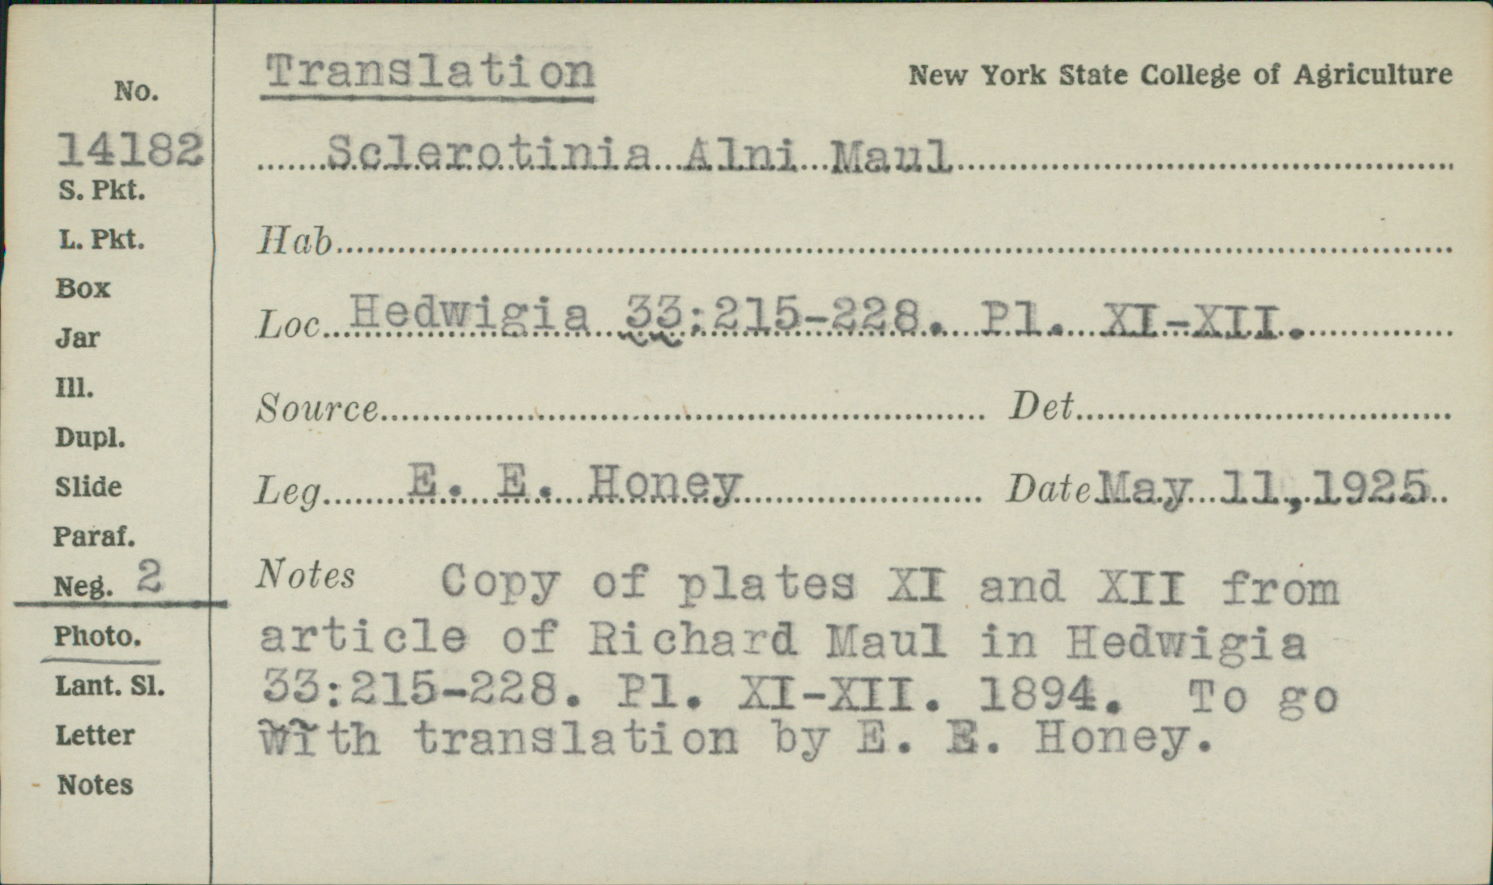 Translation
New York State College of Agriculture
No.
14182
Sclerotinia Alni Maul
S. Pkt.
L. Pkt.
Hab
Box
Loc Hedwigia 33:215-228. Pl. XI-XII.
Jar
Ill.
Source Det
Dupl.
Slide
Leg E. E. Honey Date May 11, 1925
Paraf.
Neg. 2
Notes Copy of plates XI and XII from
Photo.
article of Richard Maul in Hedwigia
Lant. Sl.
33:215-228. Pl. XI-XII. 1894. To go
Letter
with translation by E. E. Honey.
Notes